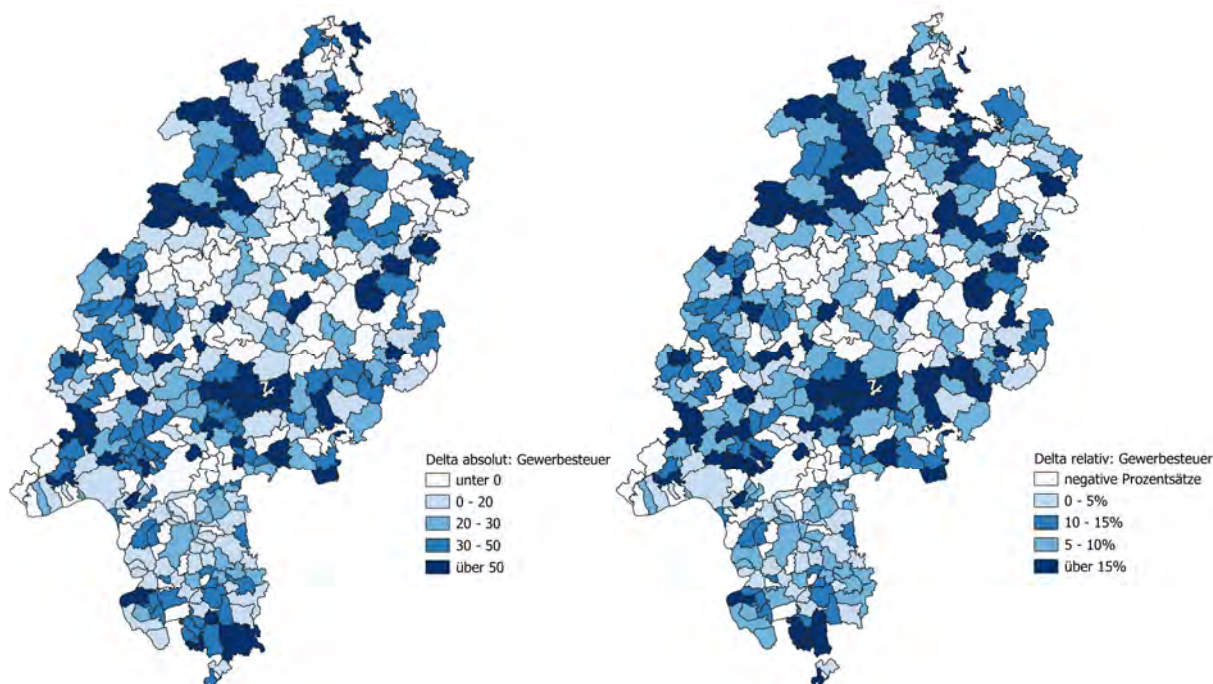 Delta absolut: Gewerbesteuer
unter 0
0 - 20
20 - 30
30 - 50
über 50
Delta relativ: Gewerbesteuer
negative Prozentsätze
0 - 5%
10 - 15%
5 - 10%
über 15%